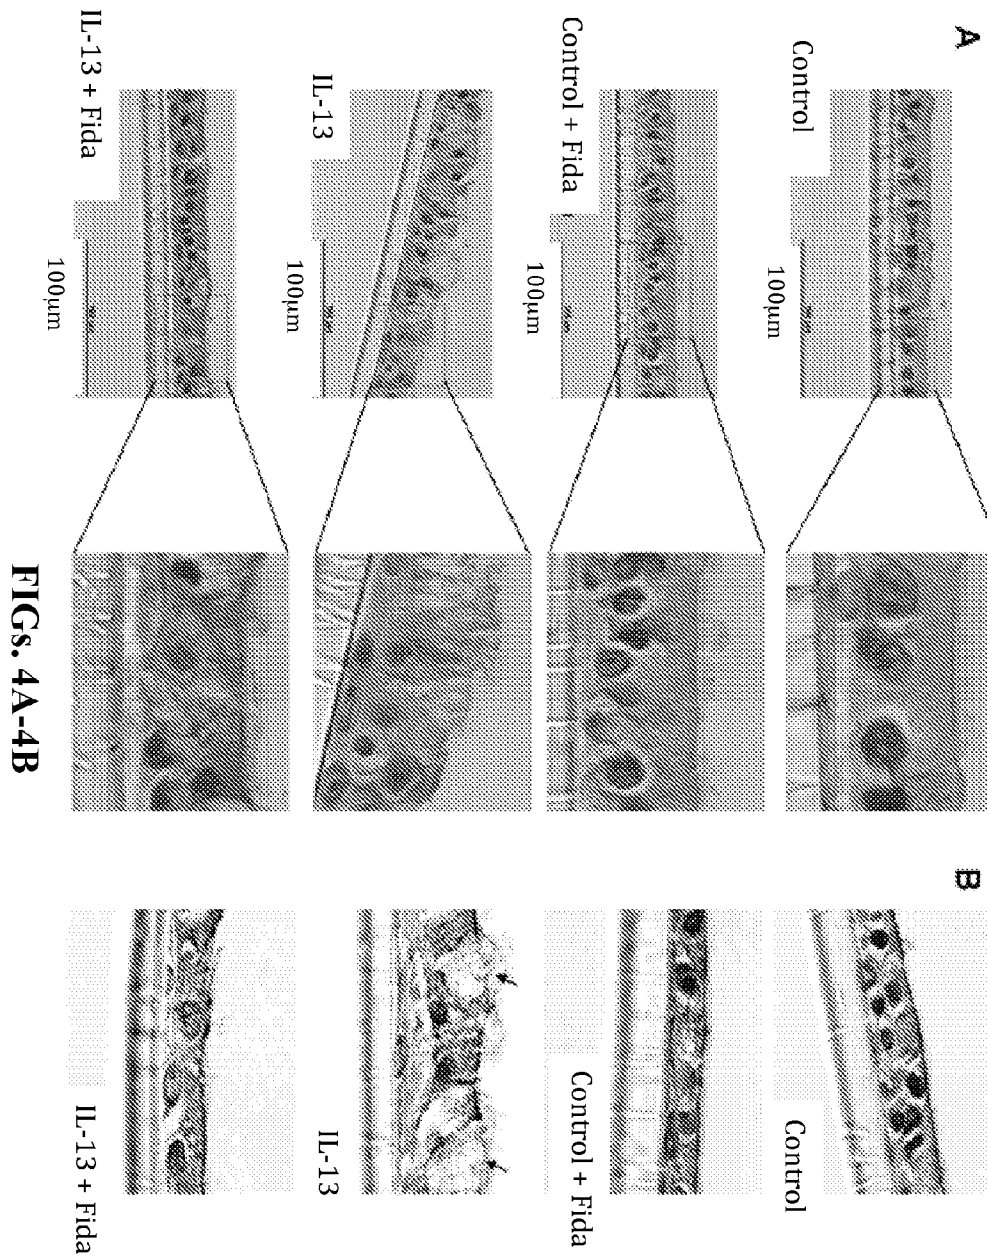 A
Control
100μm
Control + Fida
100μm
IL-13
100μm
IL-13 + Fida
100μm
B
Control
Control + Fida
IL-13
IL-13 + Fida
FIGs. 4A-4B